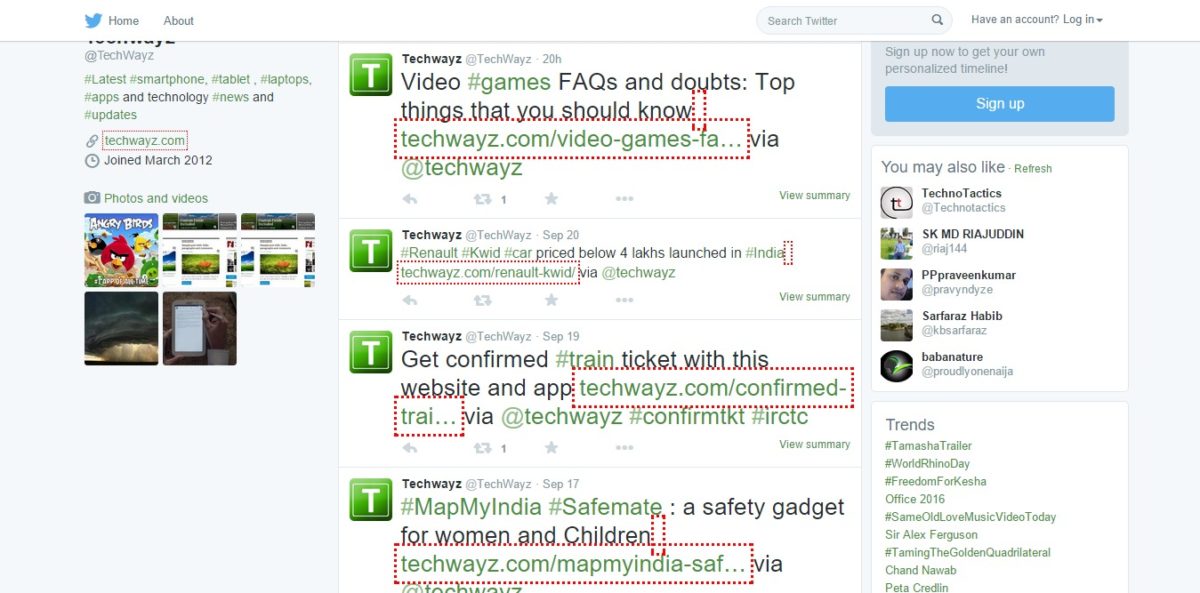 Home About Search Twitter Have an account? Log in
Techwayz
@TechWayz
#Latest #smartphone, #tablet , #laptops,
#apps and technology #news and
#updates
techwayz.com
Joined March 2012
Photos and videos
ANGRY BIRDS
T
Techwayz @TechWayz · 20h
Video #games FAQs and doubts: Top
things that you should know
techwayz.com/video-games-fa… via
@techwayz
1
View summary
T
Techwayz @TechWayz · Sep 20
#Renault #Kwid #car priced below 4 lakhs launched in #India
techwayz.com/renault-kwid/ via @techwayz
View summary
T
Techwayz @TechWayz · Sep 19
Get confirmed #train ticket with this
website and app techwayz.com/confirmed-
trai… via @techwayz #confirmtkt #irctc
1
View summary
T
Techwayz @TechWayz · Sep 17
#MapMyIndia #Safemate : a safety gadget
for women and Children
techwayz.com/mapmyindia-saf… via
@techwayz
Sign up now to get your own
personalized timeline!
Sign up
You may also like · Refresh
tt
TechnoTactics
@Technotactics
SK MD RIAJUDDIN
@riaj144
PPpraveenkumar
@pravyndyze
Sarfaraz Habib
@kbsarfaraz
babanature
@proudlyonenaija
Trends
#TamashaTrailer
#WorldRhinoDay
#FreedomForKesha
Office 2016
#SameOldLoveMusicVideoToday
Sir Alex Ferguson
#TamingTheGoldenQuadrilateral
Chand Nawab
Peta Credlin